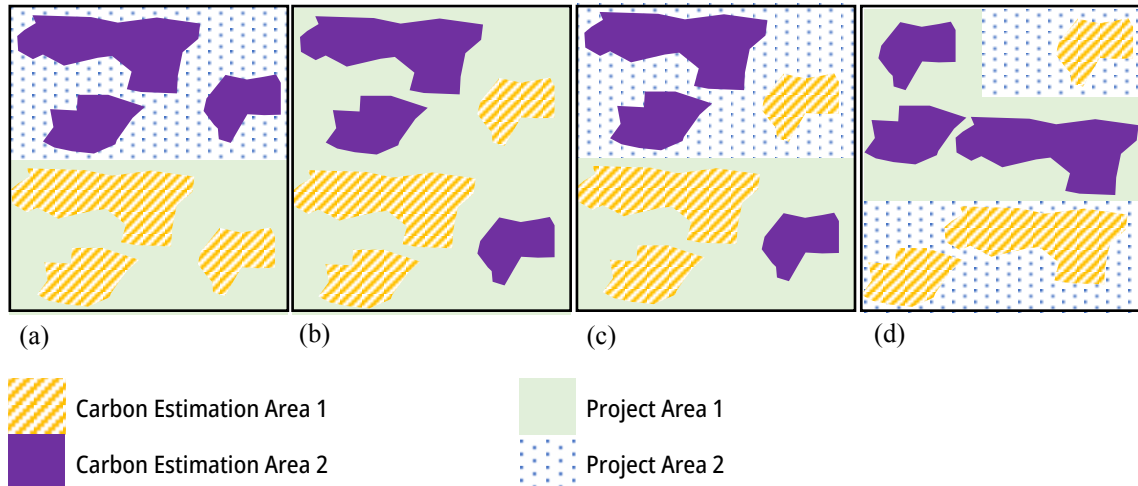 (a) (b) (c) (d)
Carbon Estimation Area 1 Project Area 1
Carbon Estimation Area 2 Project Area 2